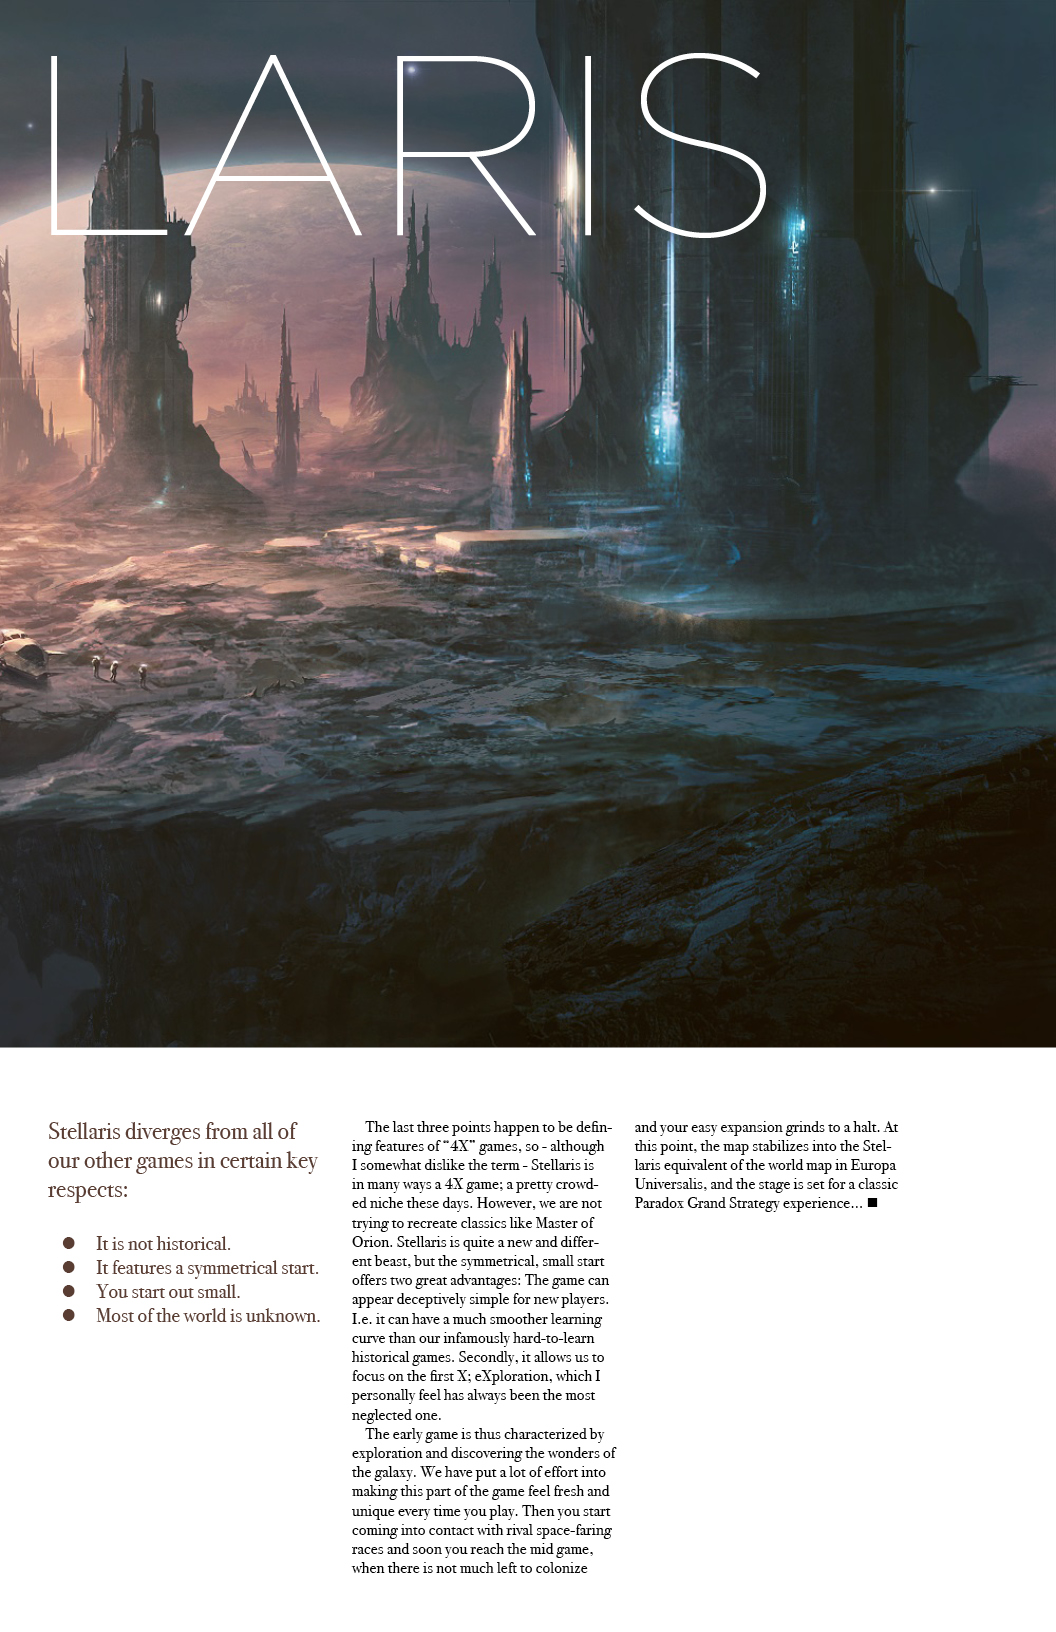 LARIS
Stellaris diverges from all of
our other games in certain key
respects:
● It is not historical.
● It features a symmetrical start.
● You start out small.
● Most of the world is unknown.
The last three points happen to be defin-
ing features of “4X” games, so - although
I somewhat dislike the term - Stellaris is
in many ways a 4X game; a pretty crowd-
ed niche these days. However, we are not
trying to recreate classics like Master of
Orion. Stellaris is quite a new and differ-
ent beast, but the symmetrical, small start
offers two great advantages: The game can
appear deceptively simple for new players.
I.e. it can have a much smoother learning
curve than our infamously hard-to-learn
historical games. Secondly, it allows us to
focus on the first X; eXploration, which I
personally feel has always been the most
neglected one.
The early game is thus characterized by
exploration and discovering the wonders of
the galaxy. We have put a lot of effort into
making this part of the game feel fresh and
unique every time you play. Then you start
coming into contact with rival space-faring
races and soon you reach the mid game,
when there is not much left to colonize
and your easy expansion grinds to a halt. At
this point, the map stabilizes into the Stel-
laris equivalent of the world map in Europa
Universalis, and the stage is set for a classic
Paradox Grand Strategy experience... ■